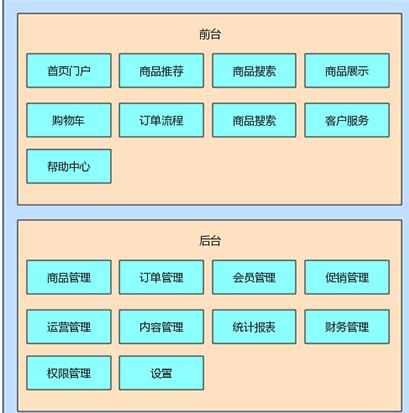 前台
首页门户 商品推荐 商品搜索 商品展示
购物车 订单流程 商品搜索 客户服务
帮助中心
后台
商品管理 订单管理 会员管理 促销管理
运营管理 内容管理 统计报表 财务管理
权限管理 设置